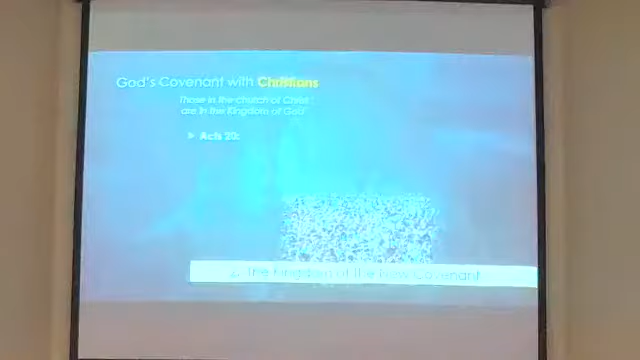 God's Covenant with Christians
Those in the church of Christ
are in the Kingdom of God
➤ Acts 20:
The Kingdom of the New Covenant